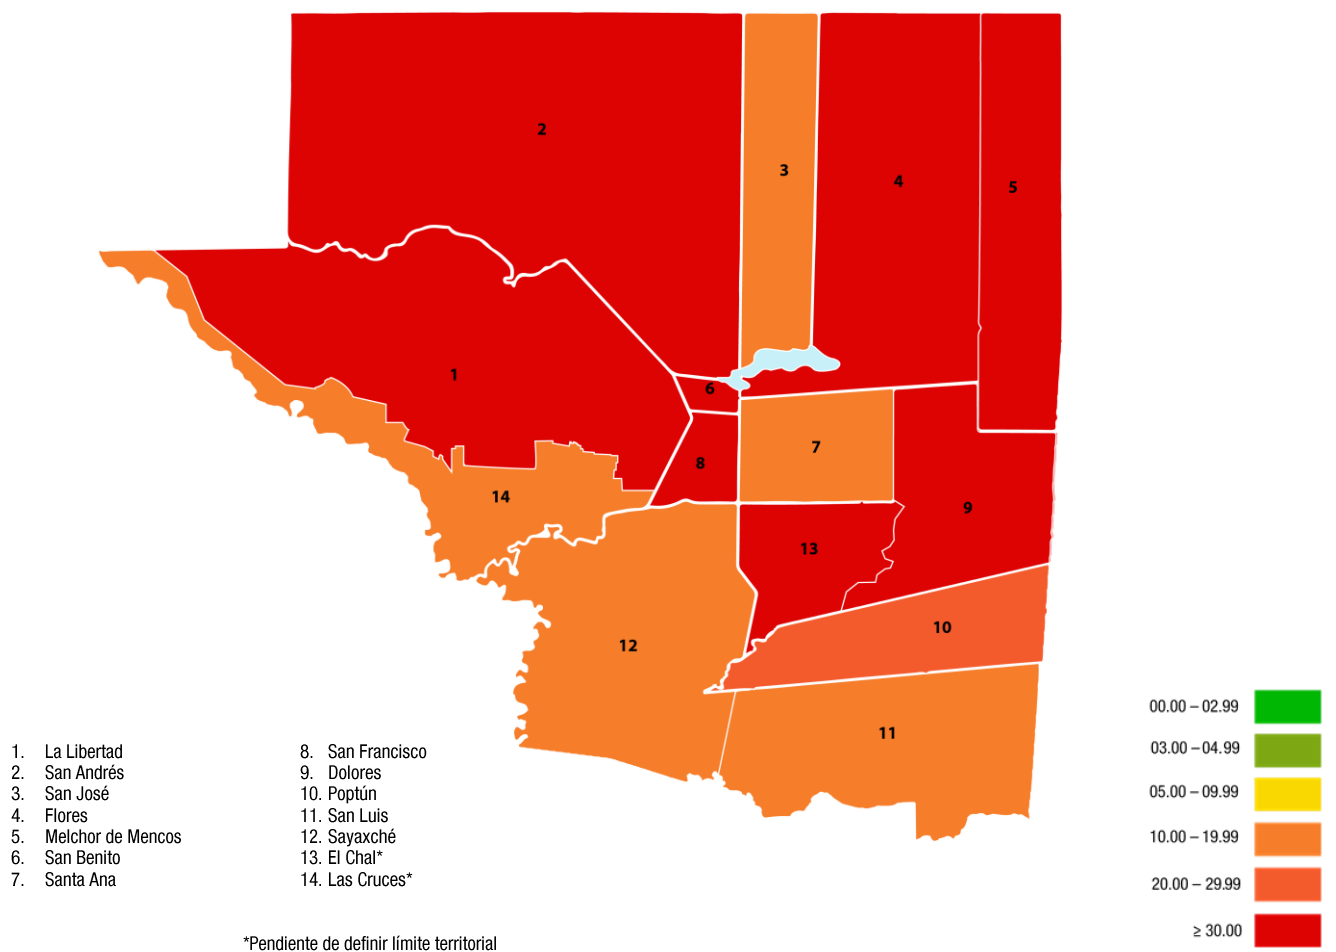 2
3
4
5
1
6
8
7
14
9
13
12
10
11
00.00 – 02.99
03.00 – 04.99
05.00 – 09.99
10.00 – 19.99
20.00 – 29.99
≥ 30.00
1. La Libertad
2. San Andrés
3. San José
4. Flores
5. Melchor de Mencos
6. San Benito
7. Santa Ana
8. San Francisco
9. Dolores
10. Poptún
11. San Luis
12. Sayaxché
13. El Chal*
14. Las Cruces*
*Pendiente de definir límite territorial